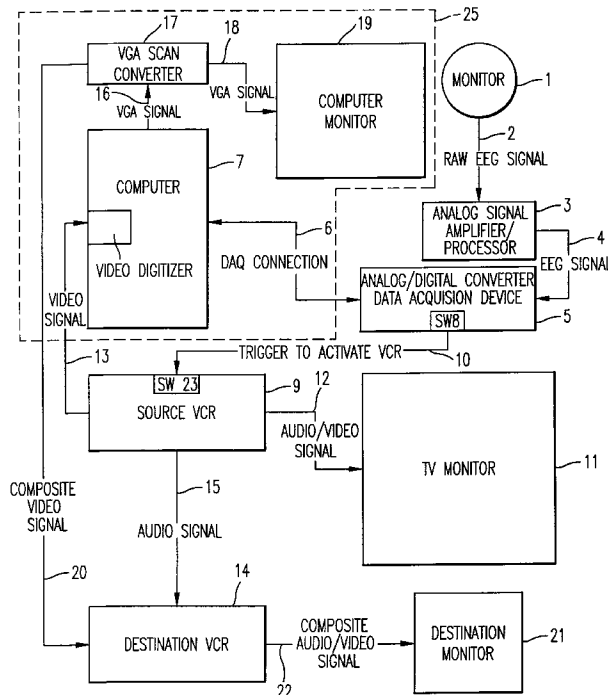 17
VGA SCAN
CONVERTER
18
19
25
16
VGA SIGNAL
VGA SIGNAL
COMPUTER
MONITOR
MONITOR
1
2
RAW EEG SIGNAL
7
COMPUTER
VIDEO DIGITIZER
6
DAQ CONNECTION
ANALOG SIGNAL
AMPLIFIER/
PROCESSOR
3
4
EEG SIGNAL
ANALOG/DIGITAL CONVERTER
DATA ACQUISION DEVICE
SW8
5
VIDEO
SIGNAL
13
TRIGGER TO ACTIVATE VCR
10
SW 23
SOURCE VCR
9
12
AUDIO/VIDEO
SIGNAL
TV MONITOR
11
COMPOSITE
VIDEO
SIGNAL
20
15
AUDIO SIGNAL
14
DESTINATION VCR
COMPOSITE
AUDIO/VIDEO
SIGNAL
22
DESTINATION
MONITOR
21